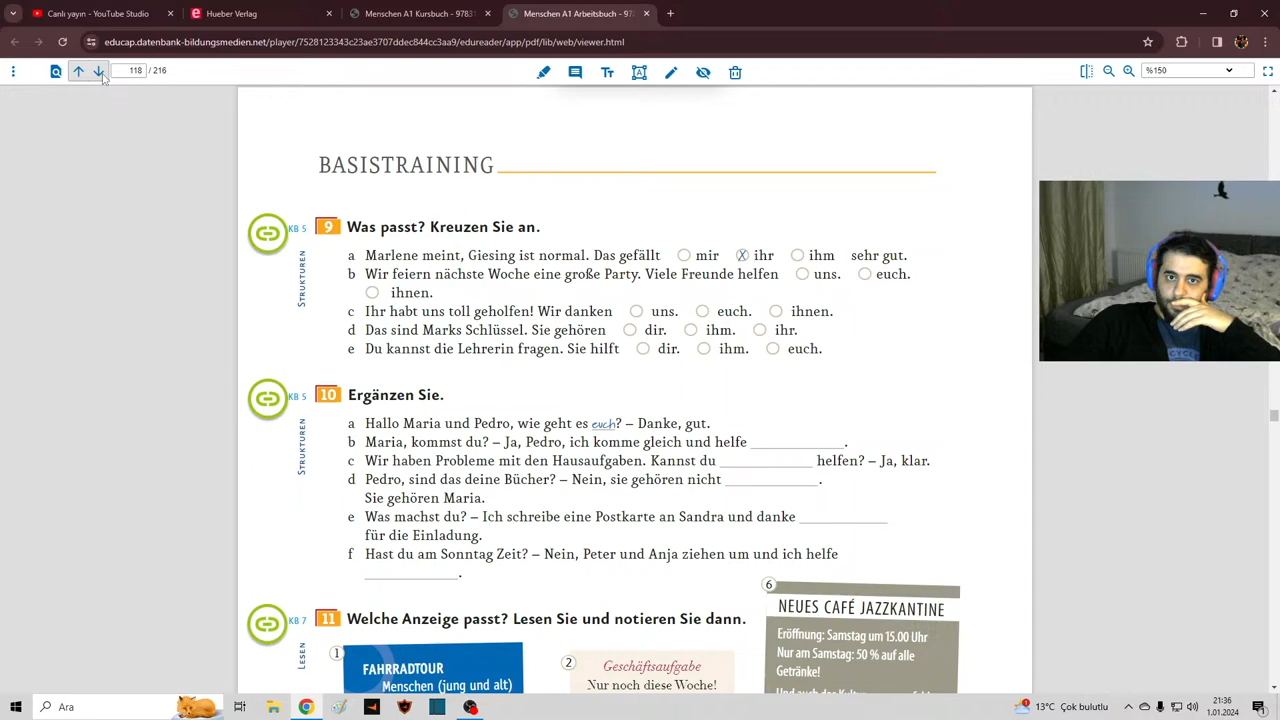 Canlı yayın - YouTube Studio
Hueber Verlag
Menschen A1 Kursbuch - 9783
Menschen A1 Arbeitsbuch - 978
educap.datenbank-bildungsmedien.net/player/7528123343c23ae3707ddec844cc3aa9/edureader/app/pdf/lib/web/viewer.html
118 / 216
%150
BASISTRAINING
KB 5 9 Was passt? Kreuzen Sie an.
STRUKTUREN
a Marlene meint, Giesing ist normal. Das gefällt mir X ihr ihm sehr gut.
b Wir feiern nächste Woche eine große Party. Viele Freunde helfen uns. euch.
ihnen.
c Ihr habt uns toll geholfen! Wir danken uns. euch. ihnen.
d Das sind Marks Schlüssel. Sie gehören dir. ihm. ihr.
e Du kannst die Lehrerin fragen. Sie hilft dir. ihm. euch.
KB 5 10 Ergänzen Sie.
STRUKTUREN
a Hallo Maria und Pedro, wie geht es euch? – Danke, gut.
b Maria, kommst du? – Ja, Pedro, ich komme gleich und helfe ____________.
c Wir haben Probleme mit den Hausaufgaben. Kannst du ____________ helfen? – Ja, klar.
d Pedro, sind das deine Bücher? – Nein, sie gehören nicht ____________.
Sie gehören Maria.
e Was machst du? – Ich schreibe eine Postkarte an Sandra und danke ____________
für die Einladung.
f Hast du am Sonntag Zeit? – Nein, Peter und Anja ziehen um und ich helfe
____________.
KB 7 11 Welche Anzeige passt? Lesen Sie und notieren Sie dann.
LESEN
1
FAHRRADTOUR
Menschen (jung und alt)
2
Geschäftsaufgabe
Nur noch diese Woche!
6
NEUES CAFÉ JAZZKANTINE
Eröffnung: Samstag um 15.00 Uhr
Nur am Samstag: 50 % auf alle
Getränke!
Ara
13°C Çok bulutlu
21:36
1.01.2024